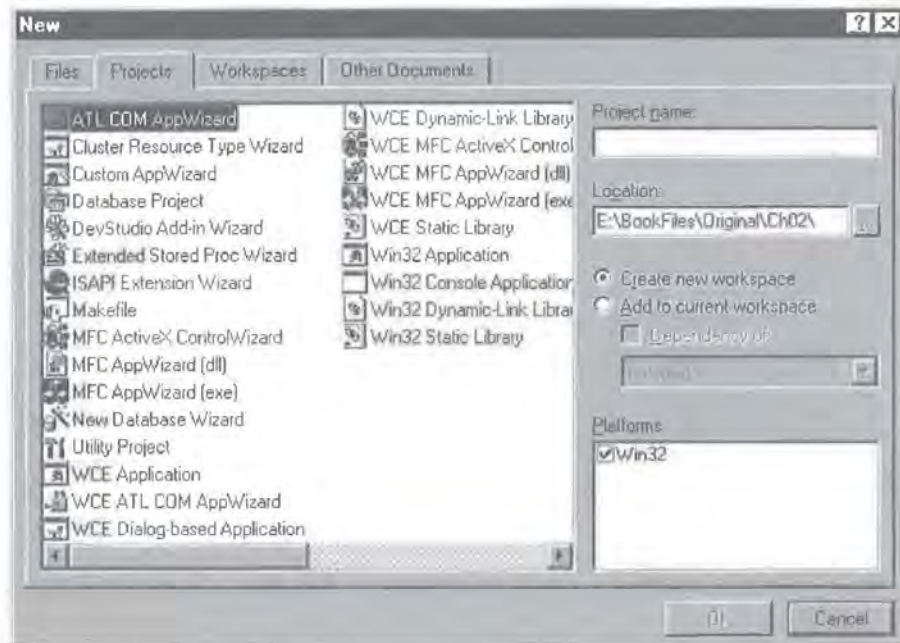 New
Files
Projects
Workspaces
Other Documents
ATL COM AppWizard
Cluster Resource Type Wizard
Custom AppWizard
Database Project
DevStudio Add-in Wizard
Extended Stored Proc Wizard
ISAPI Extension Wizard
Makefile
MFC ActiveX ControlWizard
MFC AppWizard (dll)
MFC AppWizard (exe)
New Database Wizard
Utility Project
WCE Application
WCE ATL COM AppWizard
WCE Dialog-based Application
WCE Dynamic-Link Library
WCE MFC ActiveX Control
WCE MFC AppWizard (dll)
WCE MFC AppWizard (exe
WCE Static Library
Win32 Application
Win32 Console Application
Win32 Dynamic-Link Librar
Win32 Static Library
Project name:
Location:
E:\BookFiles\Original\Ch02\
...
Create new workspace
Add to current workspace
Dependency of:
Platforms
Win32
Cancel